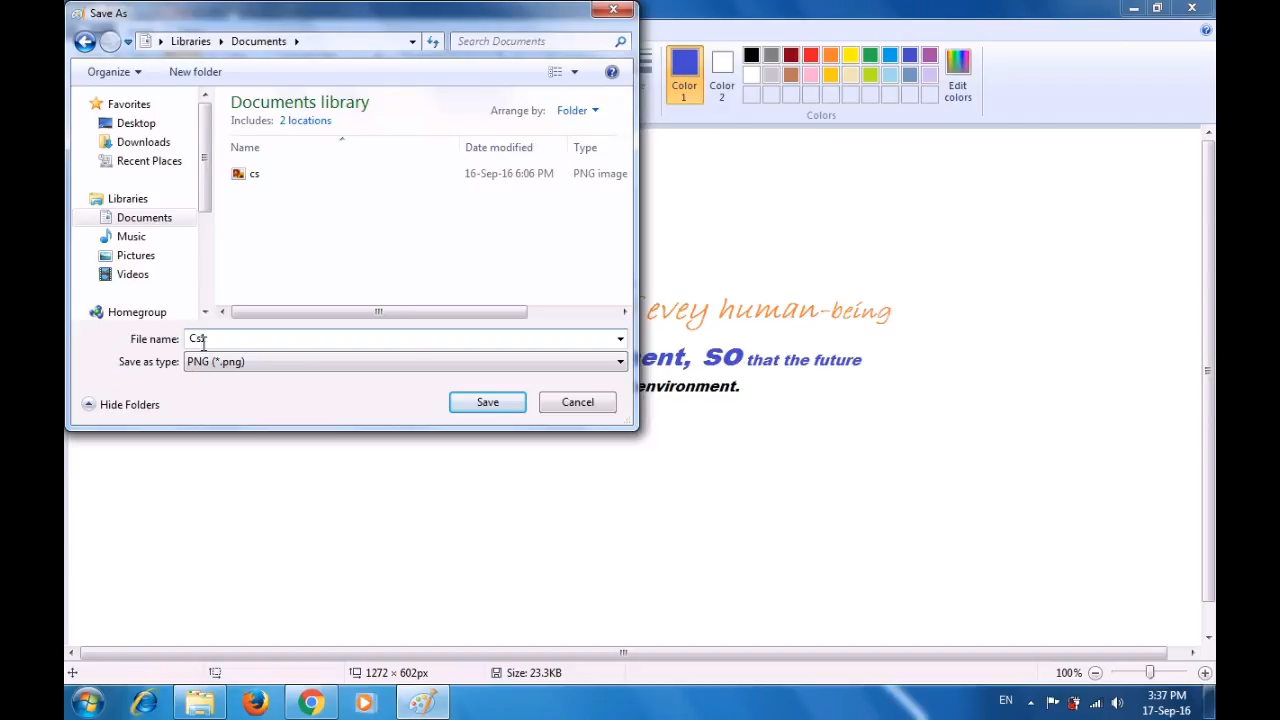 Save As
Libraries Documents
Search Documents
Organize New folder
Favorites
Desktop
Downloads
Recent Places
Libraries
Documents
Music
Pictures
Videos
Homegroup
Documents library
Includes: 2 locations
Arrange by: Folder
Name Date modified Type
cs 16-Sep-16 6:06 PM PNG image
File name:
Save as type: PNG (*.png)
Hide Folders
Save Cancel
Color 1
Color 2
Edit colors
Colors
evey human-being
ent, SO that the future
environment.
1272 × 602px
Size: 23.3KB
100%
EN
3:37 PM
17-Sep-16